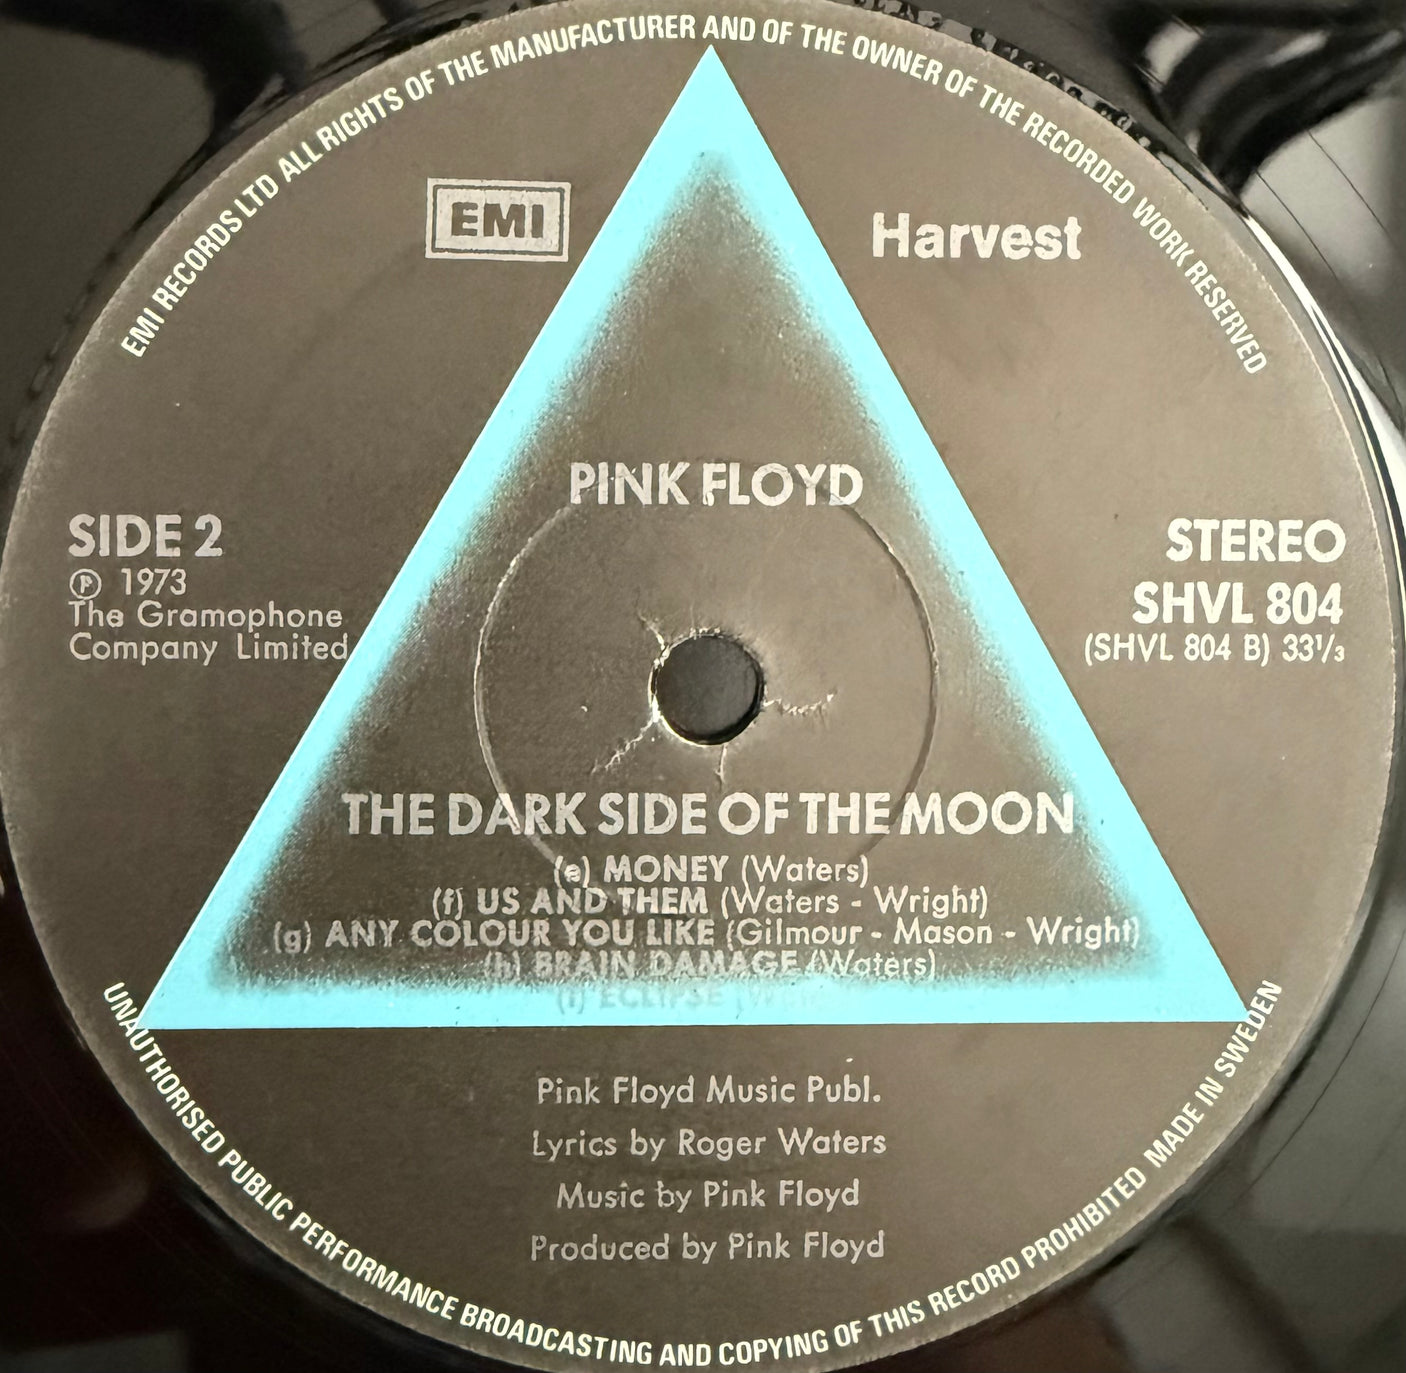 EMI RECORDS LTD ALL RIGHTS OF THE MANUFACTURER AND OF THE OWNER OF THE RECORDED WORK RESERVED
EMI
Harvest
PINK FLOYD
SIDE 2
Ⓟ 1973
The Gramophone
Company Limited
STEREO
SHVL 804
(SHVL 804 B) 33⅓
THE DARK SIDE OF THE MOON
(e) MONEY (Waters)
(f) US AND THEM (Waters - Wright)
(g) ANY COLOUR YOU LIKE (Gilmour - Mason - Wright)
(h) BRAIN DAMAGE (Waters)
(i) ECLIPSE
Pink Floyd Music Publ.
Lyrics by Roger Waters
Music by Pink Floyd
Produced by Pink Floyd
UNAUTHORISED PUBLIC PERFORMANCE BROADCASTING AND COPYING OF THIS RECORD PROHIBITED MADE IN SWEDEN